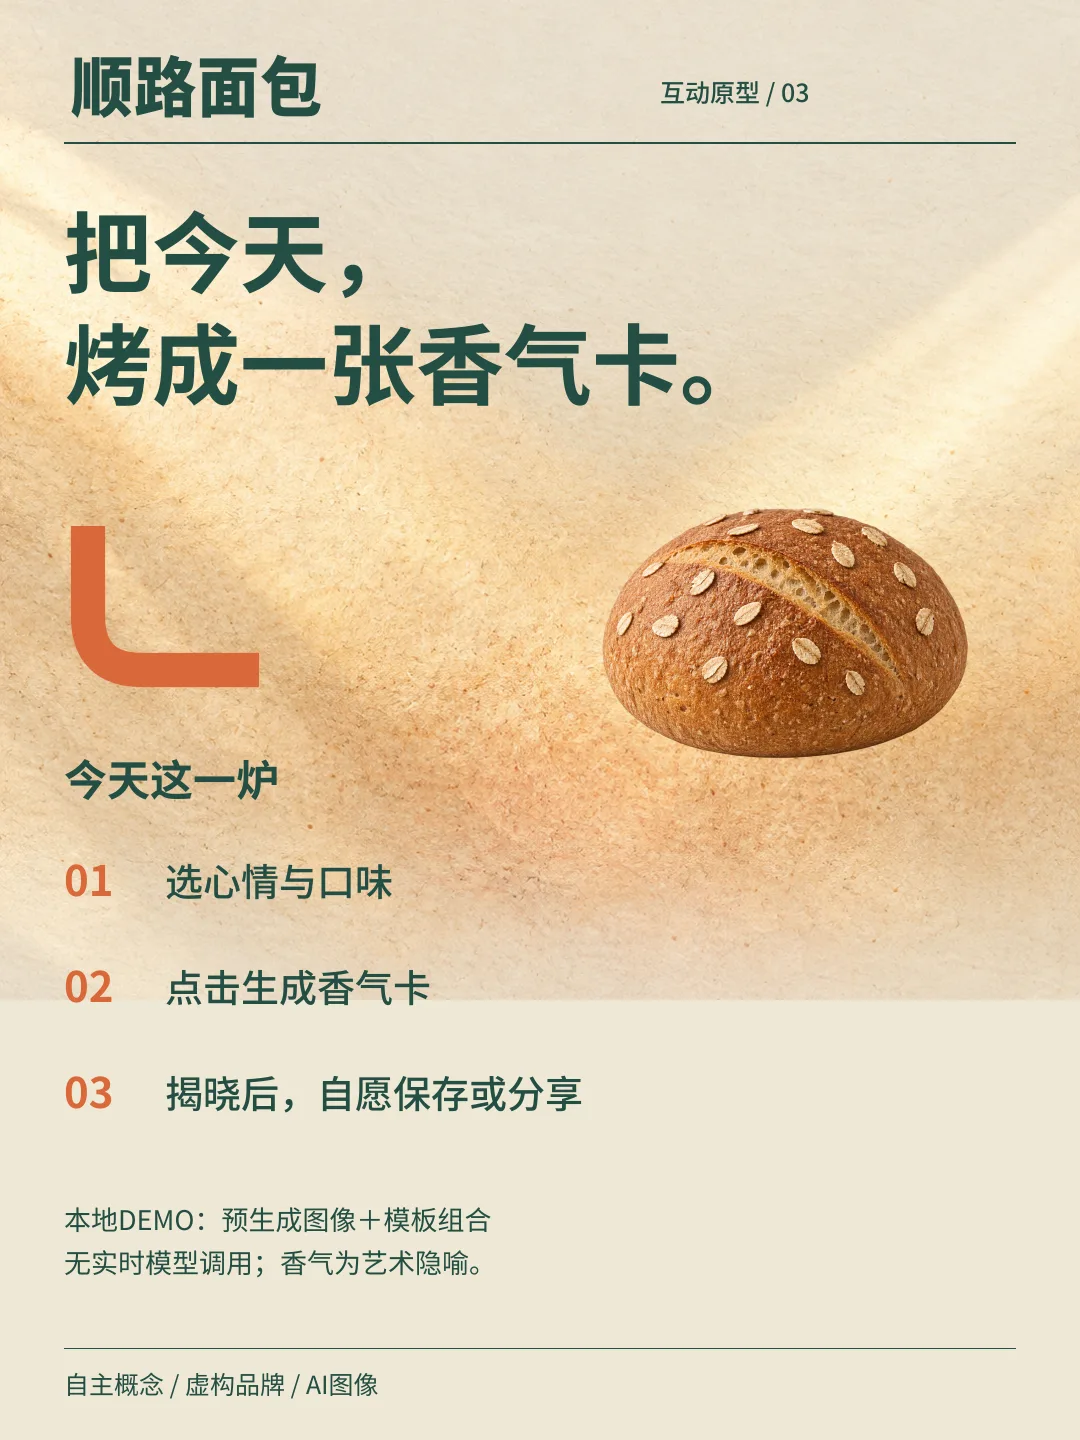 顺路面包
互动原型 / 03
把今天，
烤成一张香气卡。
今天这一炉
01 选心情与口味
02 点击生成香气卡
03 揭晓后，自愿保存或分享
本地DEMO：预生成图像＋模板组合
无实时模型调用；香气为艺术隐喻。
自主概念 / 虚构品牌 / AI图像